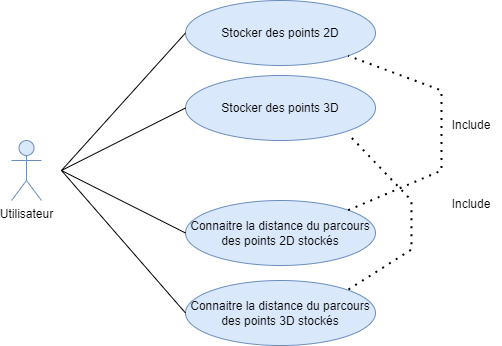 Stocker des points 2D
Stocker des points 3D
Include
Utilisateur
Include
Connaitre la distance du parcours
des points 2D stockés
Connaitre la distance du parcours
des points 3D stockés